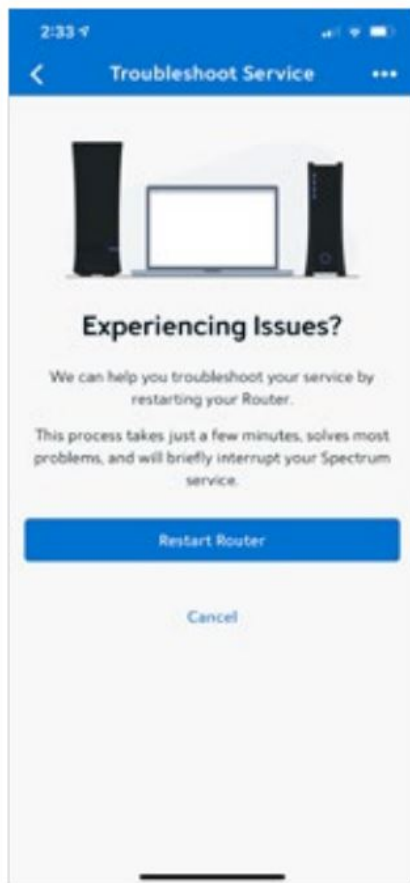 2:33
Troubleshoot Service
Experiencing Issues?
We can help you troubleshoot your service by
restarting your Router.
This process takes just a few minutes, solves most
problems, and will briefly interrupt your Spectrum
service.
Restart Router
Cancel